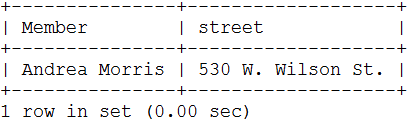 +---------------+-------------------+
| Member        | street            |
+---------------+-------------------+
| Andrea Morris | 530 W. Wilson St. |
+---------------+-------------------+
1 row in set (0.00 sec)